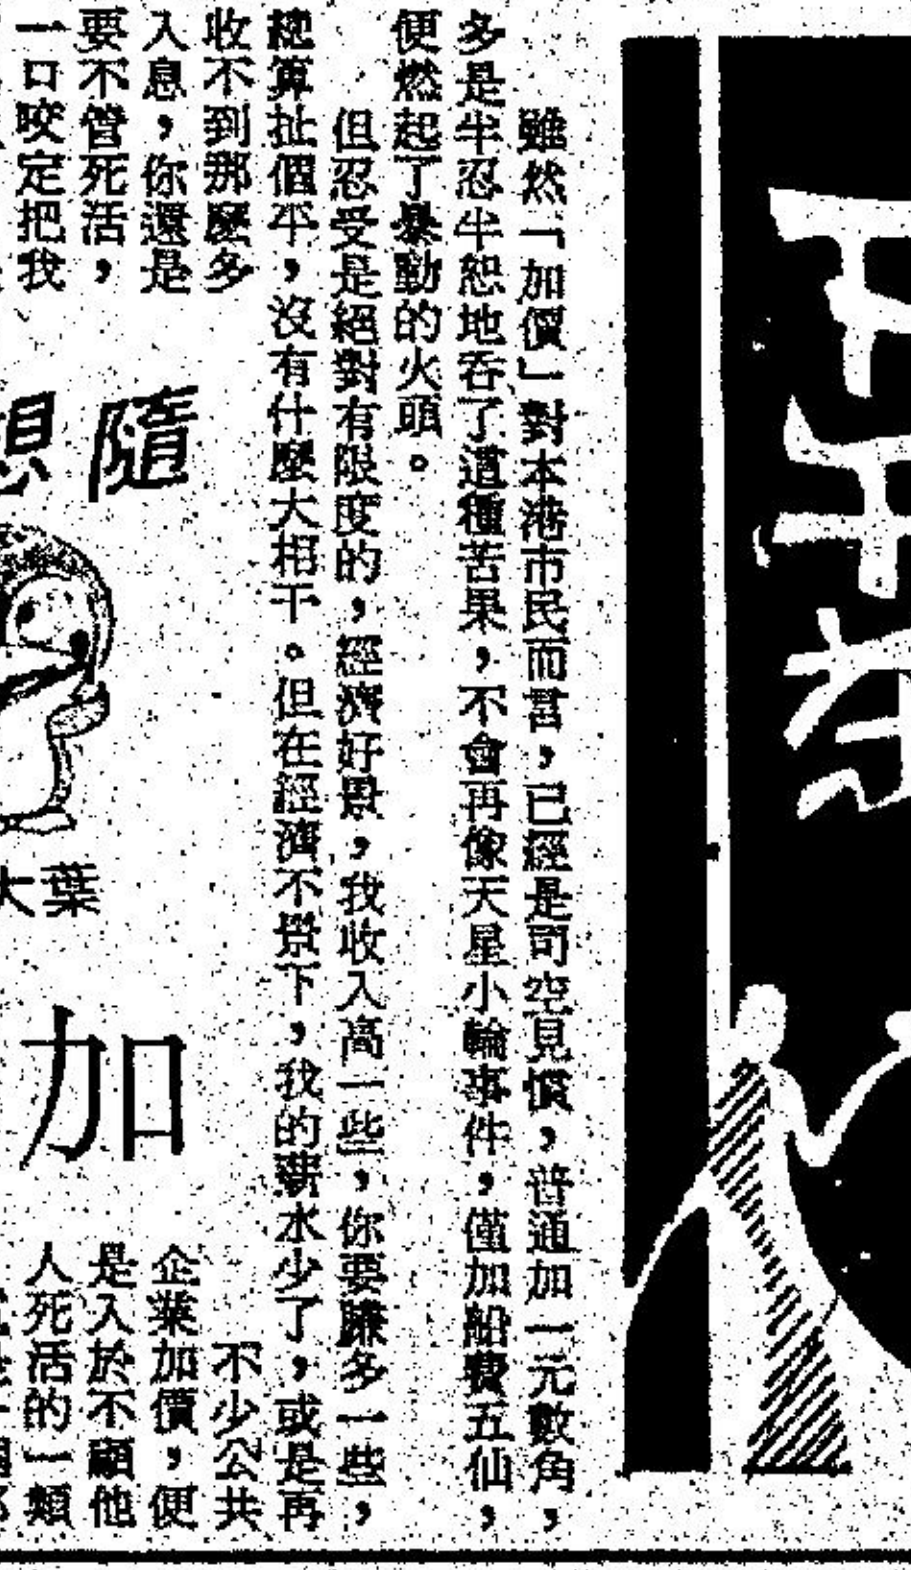 雖然「加價」對本港市民而言，已經是司空見慣，普通加一元數角，
多是半忍半恕地吞了這種苦果，不會再像天星小輪事件，僅加船費五仙，
便燃起了暴動的火頭。
但忍受是絕對有限度的，經濟好景，我收入高一些，你要賺多一些，
總算扯個平，沒有什麼大相干。但在經濟不景下，我的薪水少了，或是再
收不到那麼多
入息，你還是
要不管死活，
一口咬定把我
隨想
葉
加
不少公共
企業加價，便
是入於不顧他
人死活的一類